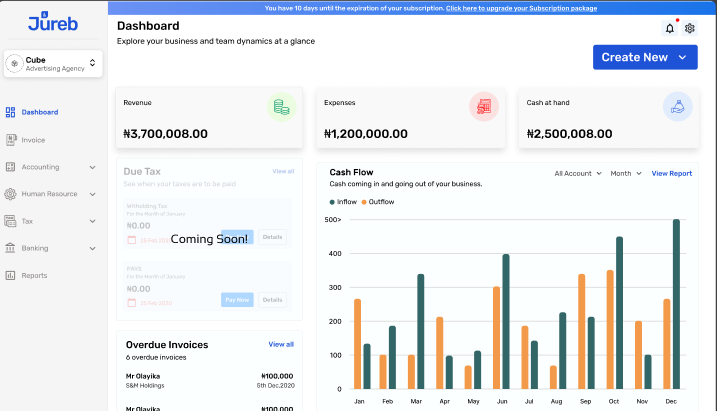 You have 10 days until the expiration of your subscription. Click here to upgrade your Subscription package
Jureb
Dashboard
Explore your business and team dynamics at a glance
Cube
Advertising Agency
Create New
Dashboard
Invoice
Accounting
Human Resource
Tax
Banking
Reports
Revenue
₦3,700,008.00
Expenses
₦1,200,000.00
Cash at hand
₦2,500,008.00
Due Tax
View all
See when your taxes are to be paid.
Witholding Tax
For the Month of January
₦0.00
25 Feb 2022
Details
Coming Soon!
PAYE
For the Month of January
₦0.00
25 Feb 2022
Pay Now
Details
Overdue Invoices
View all
6 overdue invoices
Mr Olayika
₦100,000
S&M Holdings
5th Dec,2020
Mr Olayika
₦100,000
Cash Flow
All Account
Month
View Report
Cash coming in and going out of your business.
Inflow
Outflow
500>
400
300
200
100
0
Jan Feb Mar Apr May Jun Jul Aug Sep Oct Nov Dec